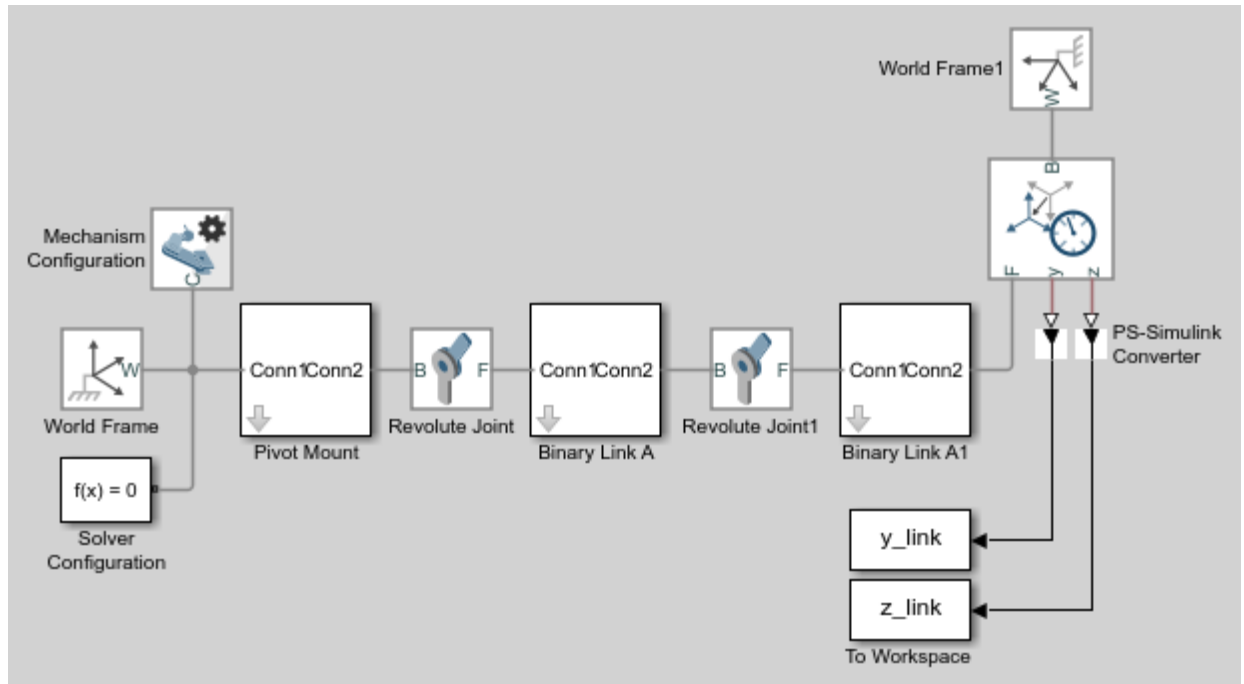 World Frame1
W
B
F
y
z
PS-Simulink
Converter
Mechanism
Configuration
C
W
World Frame
Conn1Conn2
Pivot Mount
B
F
Revolute Joint
Conn1Conn2
Binary Link A
B
F
Revolute Joint1
Conn1Conn2
Binary Link A1
f(x) = 0
Solver
Configuration
y_link
z_link
To Workspace